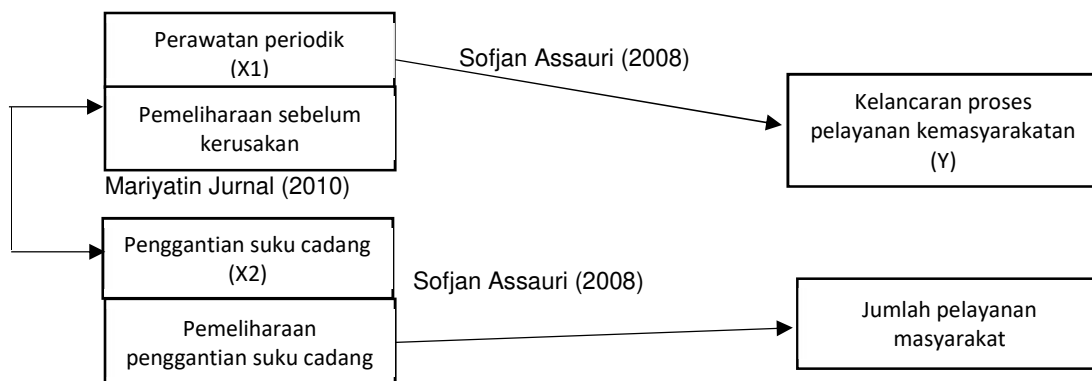 Perawatan periodik
(X1)
Sofjan Assauri (2008)
Pemeliharaan sebelum
kerusakan
Kelancaran proses
pelayanan kemasyarakatan
(Y)
Mariyatin Jurnal (2010)
Penggantian suku cadang
(X2)
Sofjan Assauri (2008)
Pemeliharaan
penggantian suku cadang
Jumlah pelayanan
masyarakat